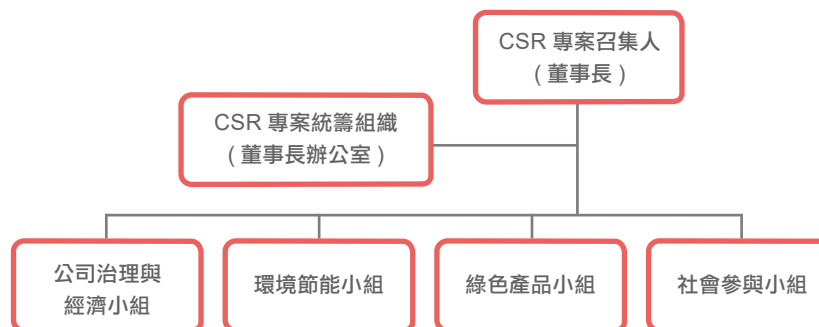 CSR 專案召集人
( 董事長 )
CSR 專案統籌組織
( 董事長辦公室 )
公司治理與
經濟小組
環境節能小組
綠色產品小組
社會參與小組